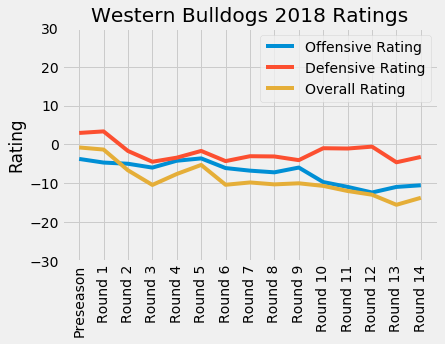 Western Bulldogs 2018 Ratings
Offensive Rating
Defensive Rating
Overall Rating
Rating
30
20
10
0
−10
−20
−30
Preseason
Round 1
Round 2
Round 3
Round 4
Round 5
Round 6
Round 7
Round 8
Round 9
Round 10
Round 11
Round 12
Round 13
Round 14